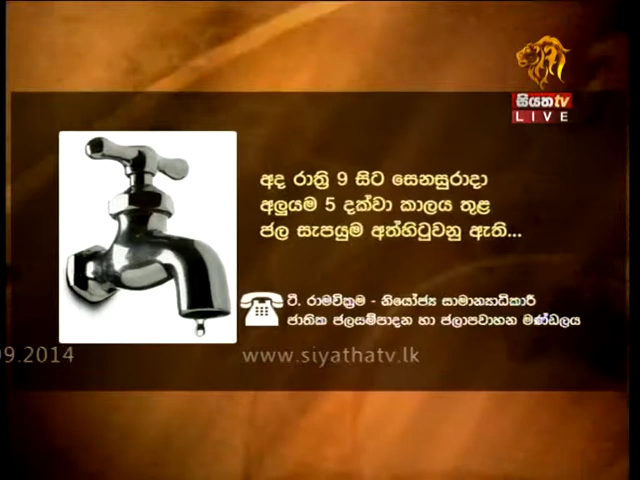 සියත tv
LIVE
අද රාත්‍රී 9 සිට සෙනසුරාදා
අලුයම 5 දක්වා කාලය තුළ
ජල සැපයුම අත්හිටුවනු ඇති...
ටී. රාමවික්‍රම - නියෝජ්‍ය සාමාන්‍යාධිකාරී
ජාතික ජලසම්පාදන හා ජලාපවාහන මණ්ඩලය
09.2014
www.siyathatv.lk